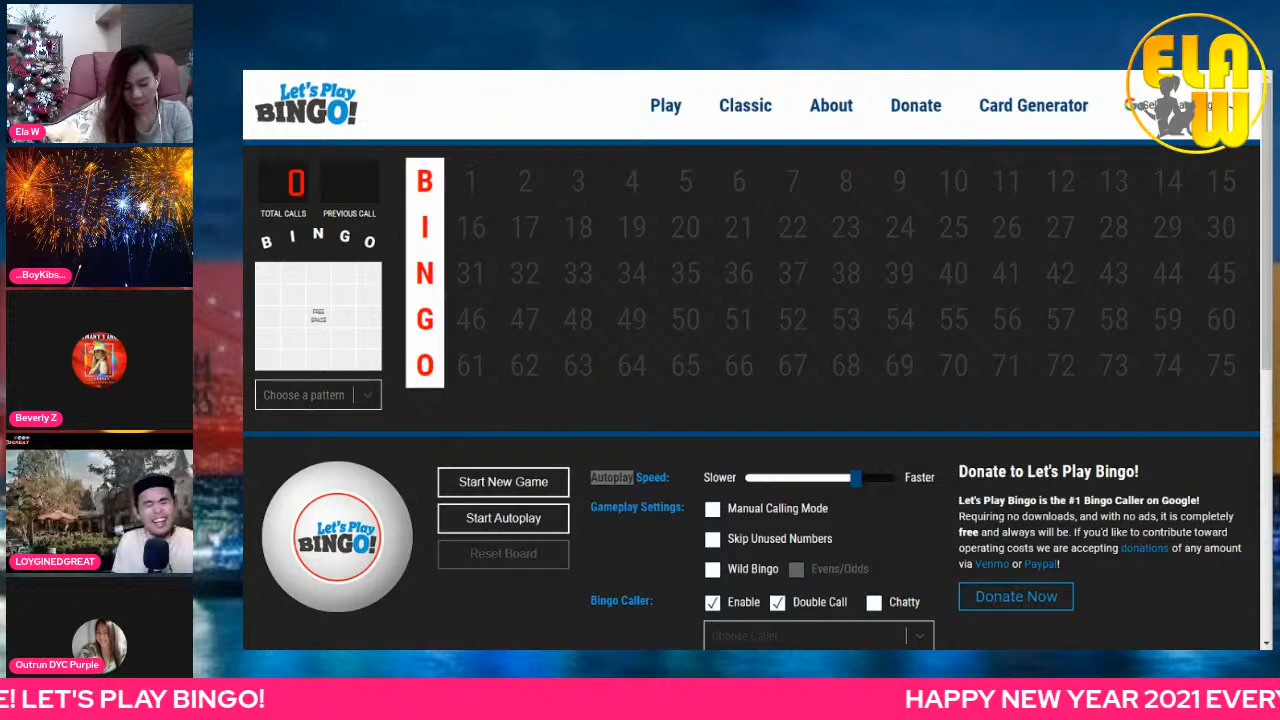 Ela W
...BoyKibs...
Beverly Z
LOYGINEDGREAT
Outrun DYC Purple
ELA
W
Let's Play
BINGO!
Play
Classic
About
Donate
Card Generator
0
TOTAL CALLS
PREVIOUS CALL
B I N G O
FREE
SPACE
Choose a pattern
B 1 2 3 4 5 6 7 8 9 10 11 12 13 14 15
I 16 17 18 19 20 21 22 23 24 25 26 27 28 29 30
N 31 32 33 34 35 36 37 38 39 40 41 42 43 44 45
G 46 47 48 49 50 51 52 53 54 55 56 57 58 59 60
O 61 62 63 64 65 66 67 68 69 70 71 72 73 74 75
Let's Play
BINGO!
Start New Game
Start Autoplay
Reset Board
Autoplay Speed:
Slower
Faster
Gameplay Settings:
Manual Calling Mode
Skip Unused Numbers
Wild Bingo
Evens/Odds
Bingo Caller:
Enable
Double Call
Chatty
Choose Caller
Donate to Let's Play Bingo!
Let's Play Bingo is the #1 Bingo Caller on Google!
Requiring no downloads, and with no ads, it is completely
free and always will be. If you'd like to contribute toward
operating costs we are accepting donations of any amount
via Venmo or Paypal!
Donate Now
E! LET'S PLAY BINGO!
HAPPY NEW YEAR 2021 EVERY